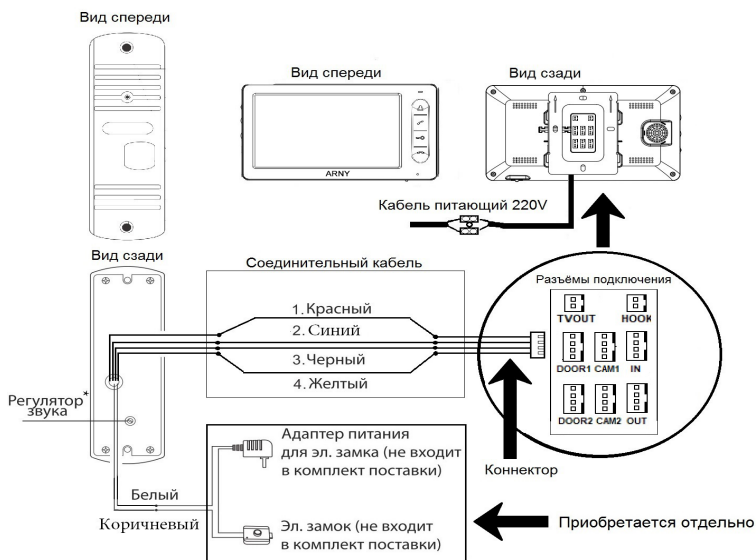 Вид спереди
Вид спереди
Вид сзади
ARNY
Кабель питающий 220V
Вид сзади
Соединительный кабель
Разъёмы подключения
1. Красный
2. Синий
3. Черный
4. Желтый
TVOUT
HOOK
DOOR1
CAM1
IN
DOOR2
CAM2
OUT
Регулятор*
звука
Коннектор
Адаптер питания
для эл. замка (не входит
в комплект поставки)
Белый
Коричневый
Эл. замок (не входит
в комплект поставки)
Приобретается отдельно